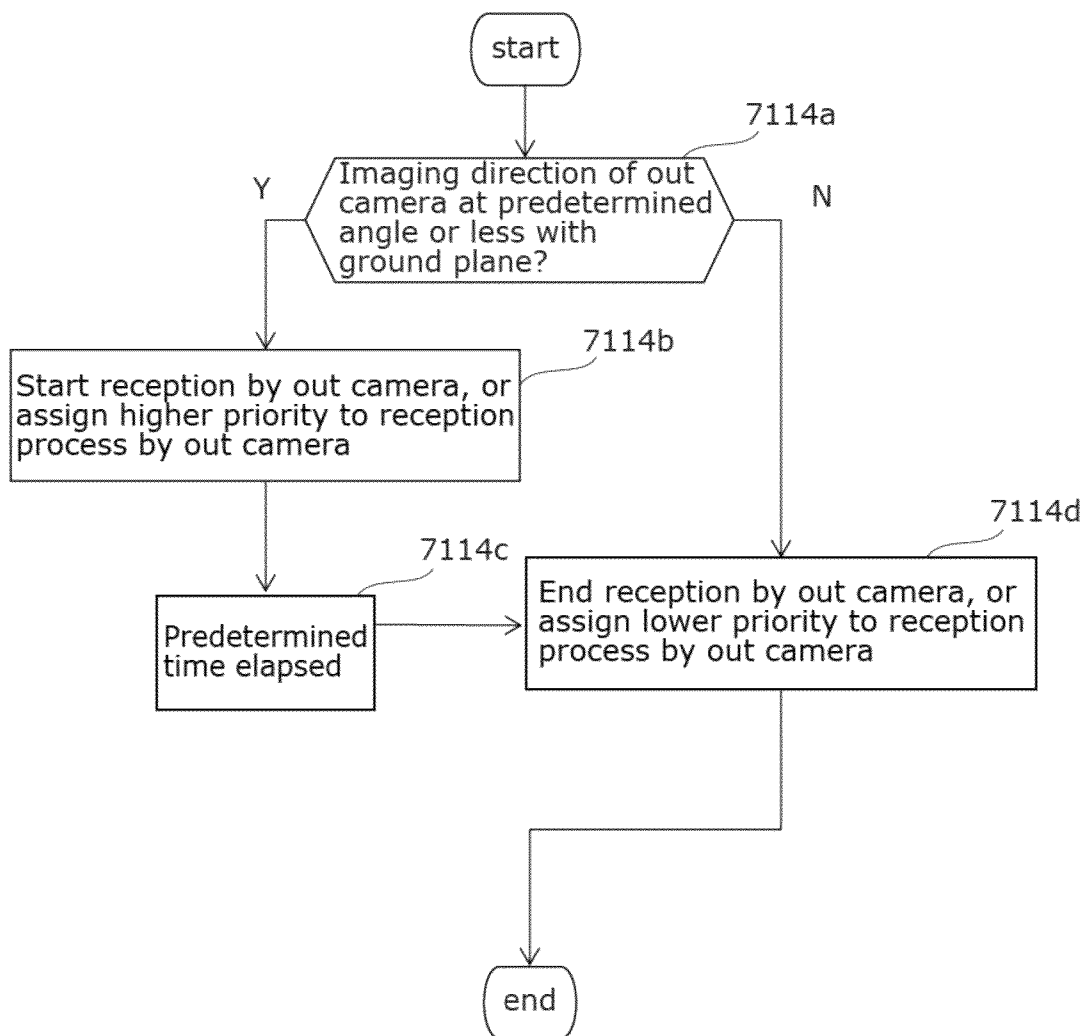 start
7114a
Y
Imaging direction of out
camera at predetermined
angle or less with
ground plane?
N
7114b
Start reception by out camera, or
assign higher priority to reception
process by out camera
7114c
Predetermined
time elapsed
7114d
End reception by out camera, or
assign lower priority to reception
process by out camera
end